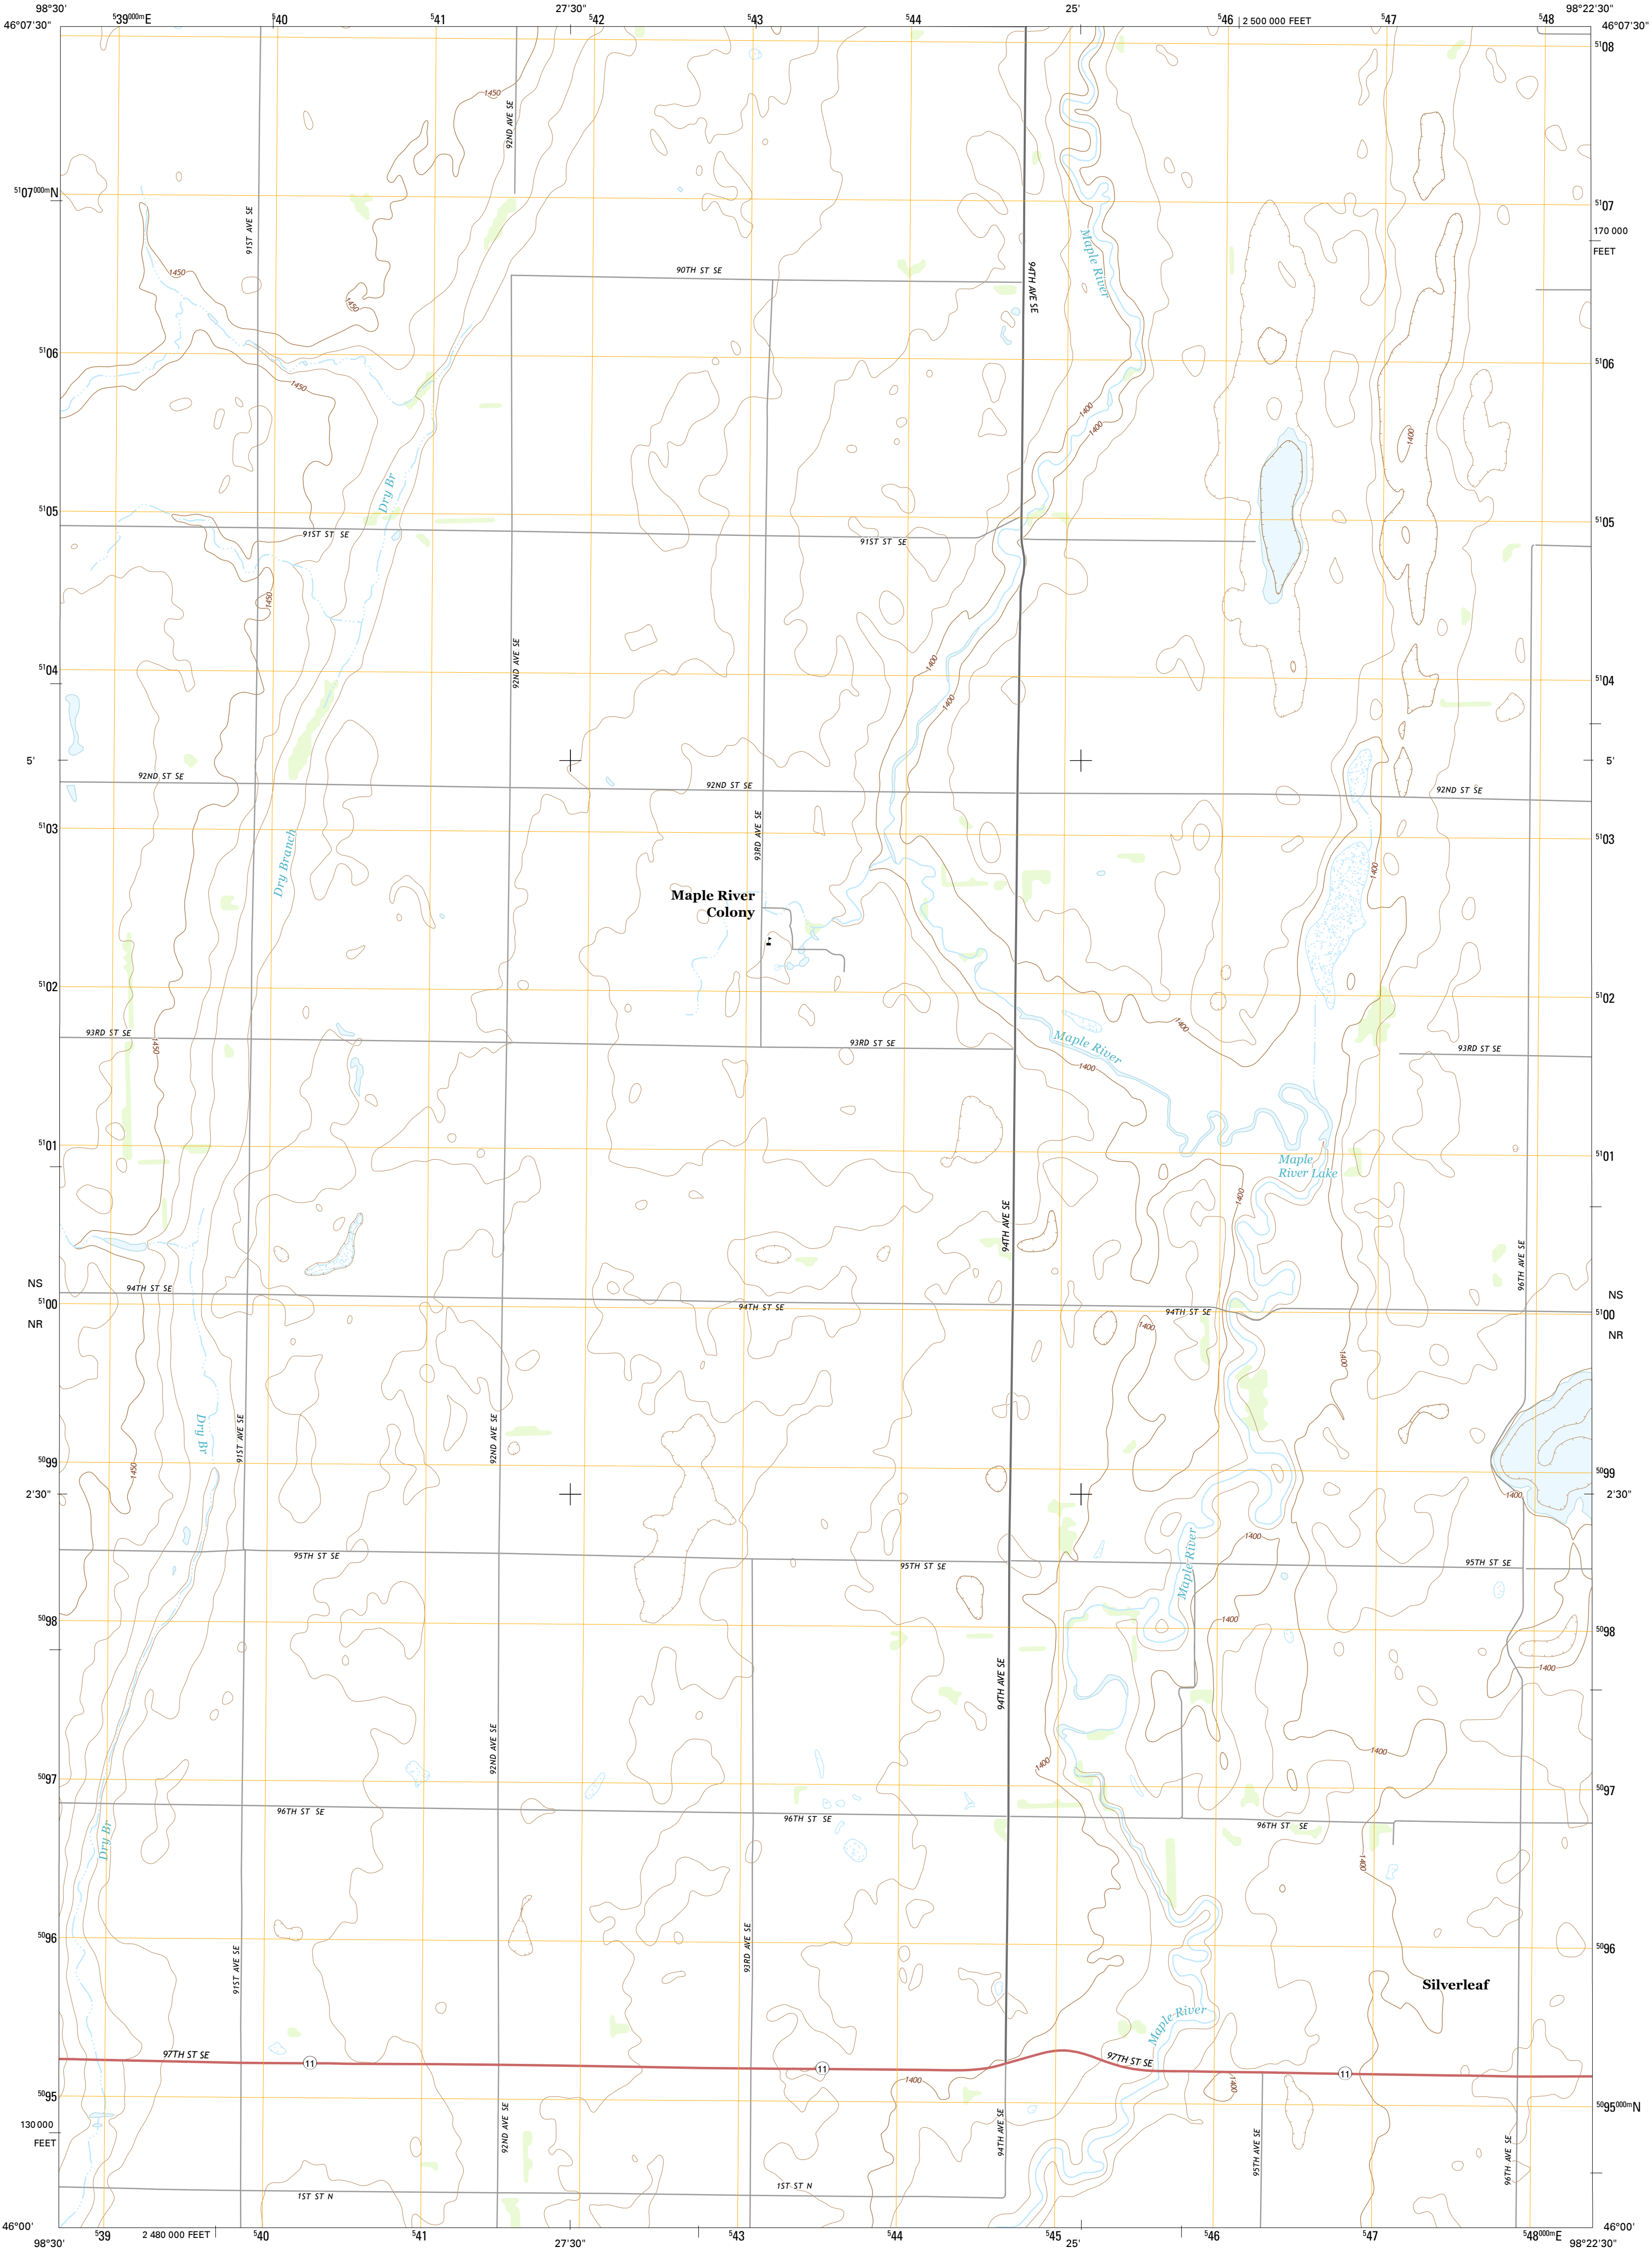 98°30'
⁵39⁰⁰⁰ᵐE
⁵40
⁵41
27'30"
⁵42
⁵43
⁵44
25'
⁵46
2 500 000 FEET
⁵47
⁵48
98°22'30"
46°07'30"
46°07'30"
⁵¹08
1450
92ND AVE SE
⁵¹07⁰⁰⁰ᵐN
⁵¹07
91ST AVE SE
170 000
FEET
Maple River
1450
90TH ST SE
94TH AVE SE
1450
⁵¹06
⁵¹06
1450
1400
1400
1400
Dry Br
⁵¹05
⁵¹05
91ST ST SE
91ST ST SE
1450
92ND AVE SE
1400
⁵¹04
⁵¹04
1400
5'
5'
92ND ST SE
92ND ST SE
92ND ST SE
⁵¹03
⁵¹03
93RD AVE SE
Dry Branch
1400
Maple River
Colony
⁵¹02
⁵¹02
1400
93RD ST SE
1450
93RD ST SE
Maple River
93RD ST SE
1400
⁵¹01
⁵¹01
Maple
River Lake
1400
94TH AVE SE
96TH AVE SE
NS
94TH ST SE
NS
⁵¹00
94TH ST SE
94TH ST SE
⁵¹00
NR
1400
NR
1400
Dry Br
91ST AVE SE
92ND AVE SE
1450
⁵⁰99
⁵⁰99
2'30"
1400
2'30"
1400
Maple River
95TH ST SE
95TH ST SE
95TH ST SE
⁵⁰98
1400
⁵⁰98
1400
94TH AVE SE
92ND AVE SE
1400
1400
⁵⁰97
⁵⁰97
96TH ST SE
96TH ST SE
96TH ST SE
Dry Br
1400
⁵⁰96
⁵⁰96
91ST AVE SE
93RD AVE SE
Silverleaf
Maple River
97TH ST SE
11
11
97TH ST SE
11
1400
1400
⁵⁰95
⁵⁰95⁰⁰⁰ᵐN
130 000
FEET
92ND AVE SE
94TH AVE SE
95TH AVE SE
96TH AVE SE
1ST ST N
1ST ST N
46°00'
46°00'
⁵39
2 480 000 FEET
⁵40
⁵41
⁵43
⁵44
⁵45
⁵46
⁵47
⁵48⁰⁰⁰ᵐE
98°30'
27'30"
25'
98°22'30"